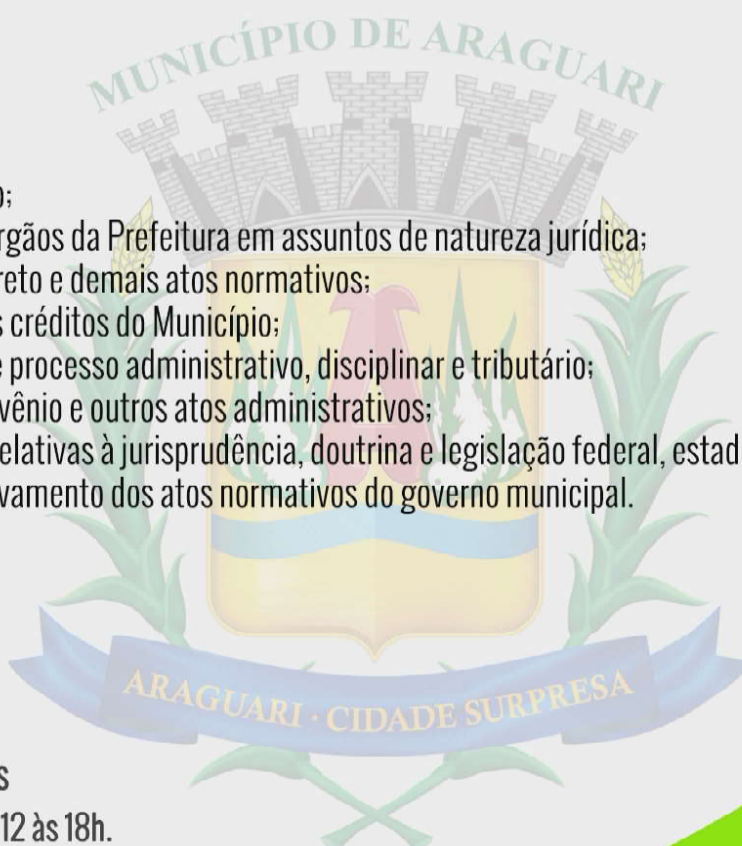 MUNICÍPIO DE ARAGUARI
o;
rgãos da Prefeitura em assuntos de natureza jurídica;
reto e demais atos normativos;
s créditos do Município;
e processo administrativo, disciplinar e tributário;
vênio e outros atos administrativos;
elativas à jurisprudência, doutrina e legislação federal, estad
vamento dos atos normativos do governo municipal.
ARAGUARI · CIDADE SURPRESA
s
12 às 18h.